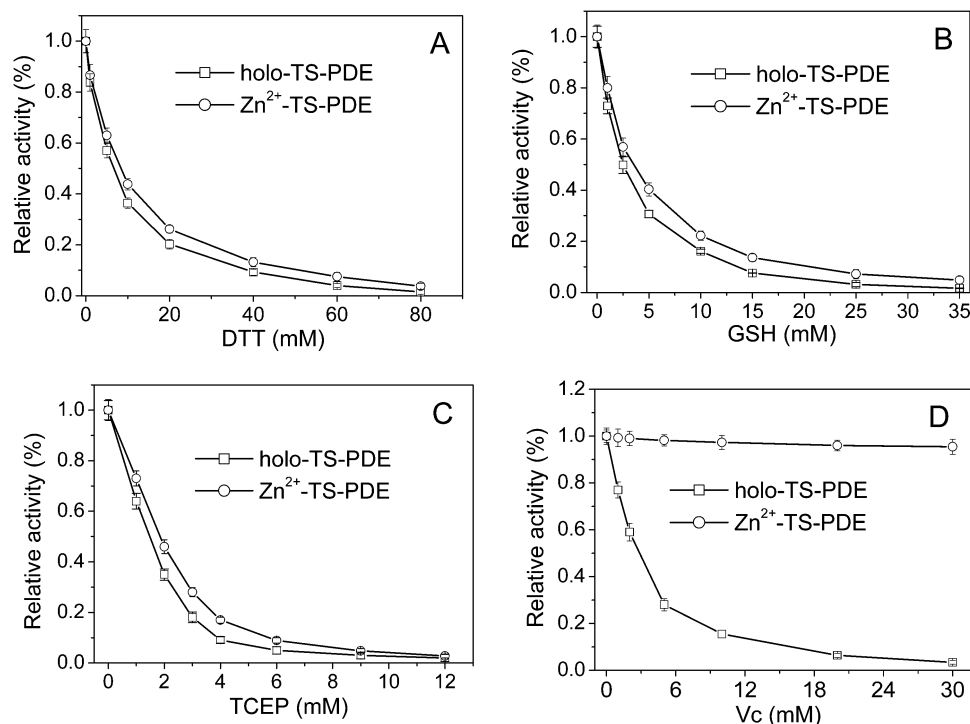 A
Relative activity (%)
1.0
0.8
0.6
0.4
0.2
0.0
holo-TS-PDE
Zn²⁺-TS-PDE
0 20 40 60 80
DTT (mM)
B
Relative activity (%)
1.0
0.8
0.6
0.4
0.2
0.0
holo-TS-PDE
Zn²⁺-TS-PDE
0 5 10 15 20 25 30 35
GSH (mM)
C
Relative activity (%)
1.0
0.8
0.6
0.4
0.2
0.0
holo-TS-PDE
Zn²⁺-TS-PDE
0 2 4 6 8 10 12
TCEP (mM)
D
Relative activity (%)
1.2
1.0
0.8
0.6
0.4
0.2
0.0
holo-TS-PDE
Zn²⁺-TS-PDE
0 6 12 18 24 30
Vc (mM)